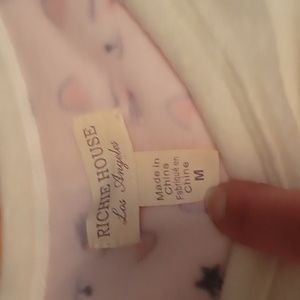 RICHIE HOUSE
Los Angeles
Made in
China
Fabriqué en
Chine
M